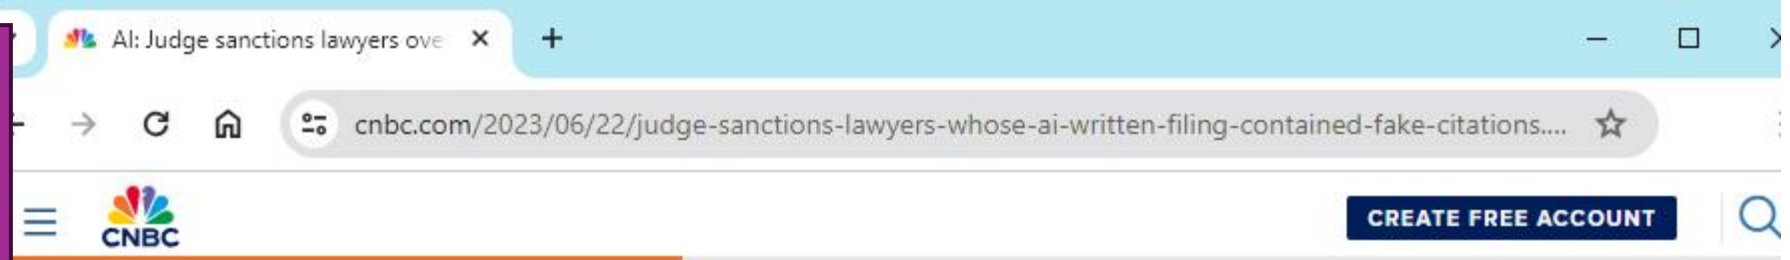 AI: Judge sanctions lawyers ove
cnbc.com/2023/06/22/judge-sanctions-lawyers-whose-ai-written-filing-contained-fake-citations....
CNBC
CREATE FREE ACCOUNT